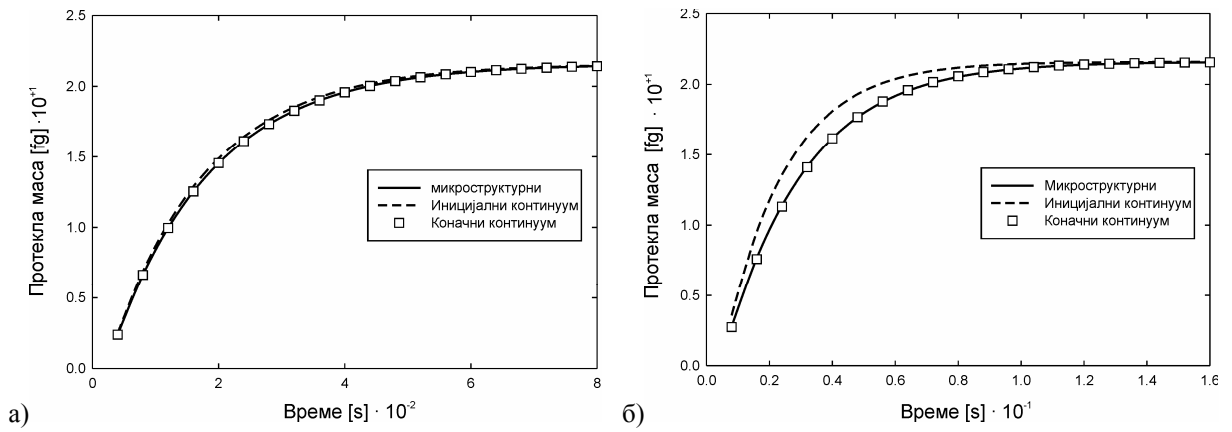 2.5
2.0
1.5
1.0
0.5
0.0
Протекла маса [fg] ·10⁺¹
микроструктурни
Иницијални континуум
Коначни континуум
0
2
4
6
8
Време [s] · 10⁻²
а)
2.5
2.0
1.5
1.0
0.5
0.0
Протекла маса [fg] ·10⁺¹
Микроструктурни
Иницијални континуум
Коначни континуум
0.0
0.2
0.4
0.6
0.8
1.0
1.2
1.4
1.6
Време [s] · 10⁻¹
б)